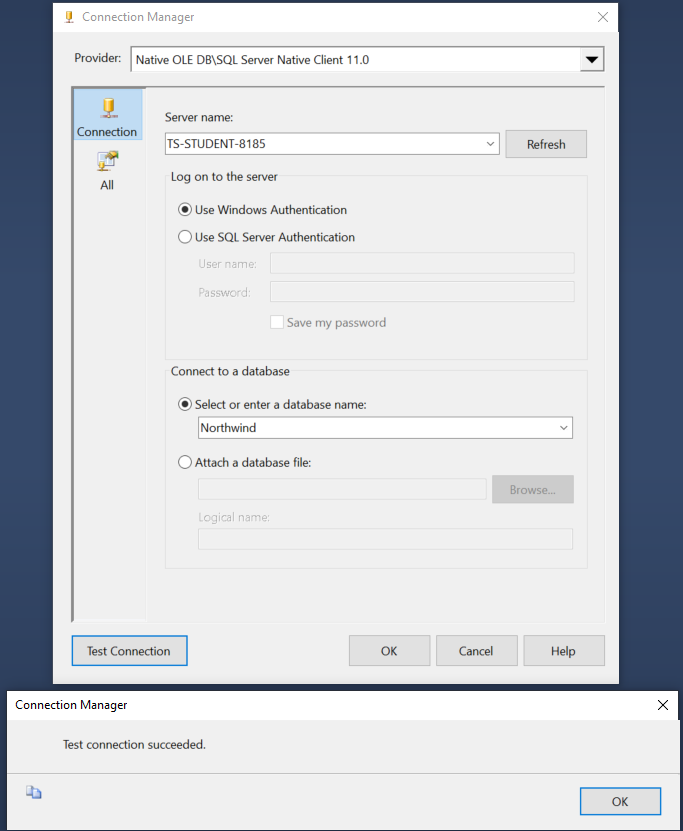 Connection Manager
Provider: Native OLE DB\SQL Server Native Client 11.0
Connection
All
Server name:
TS-STUDENT-8185 Refresh
Log on to the server
Use Windows Authentication
Use SQL Server Authentication
User name:
Password:
Save my password
Connect to a database
Select or enter a database name:
Northwind
Attach a database file:
Browse...
Logical name:
Test Connection OK Cancel Help
Connection Manager
Test connection succeeded.
OK